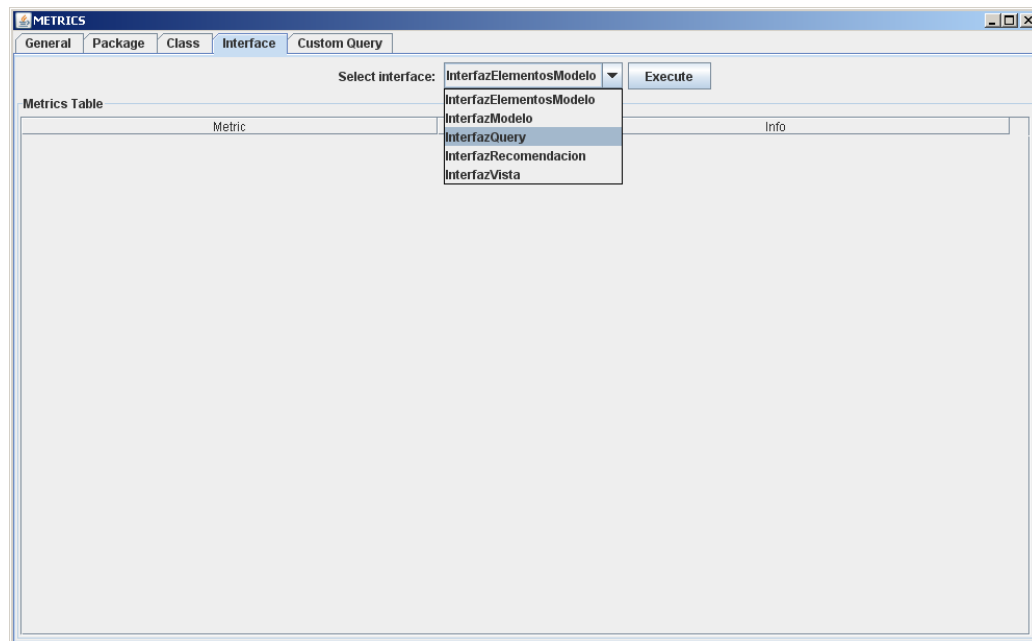 METRICS
General Package Class Interface Custom Query
Select interface: InterfazElementosModelo Execute
InterfazElementosModelo
InterfazModelo
InterfazQuery
InterfazRecomendacion
InterfazVista
Metrics Table
Metric Info